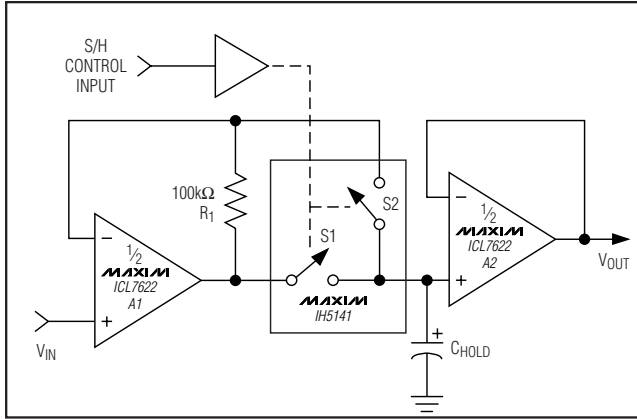 S/H
CONTROL
INPUT
100kΩ
R1
S2
S1
−
1/2
MAXIM
ICL7622
A1
+
VIN
MAXIM
IH5141
−
1/2
MAXIM
ICL7622
A2
+
VOUT
+
CHOLD